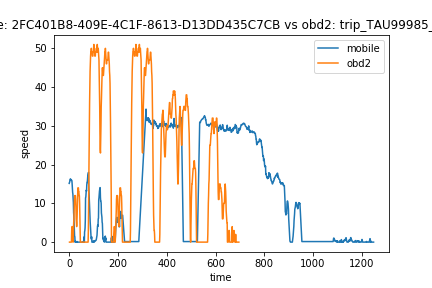 e: 2FC401B8-409E-4C1F-8613-D13DD435C7CB vs obd2: trip_TAU99985_
mobile
obd2
speed
50
40
30
20
10
0
0 200 400 600 800 1000 1200
time